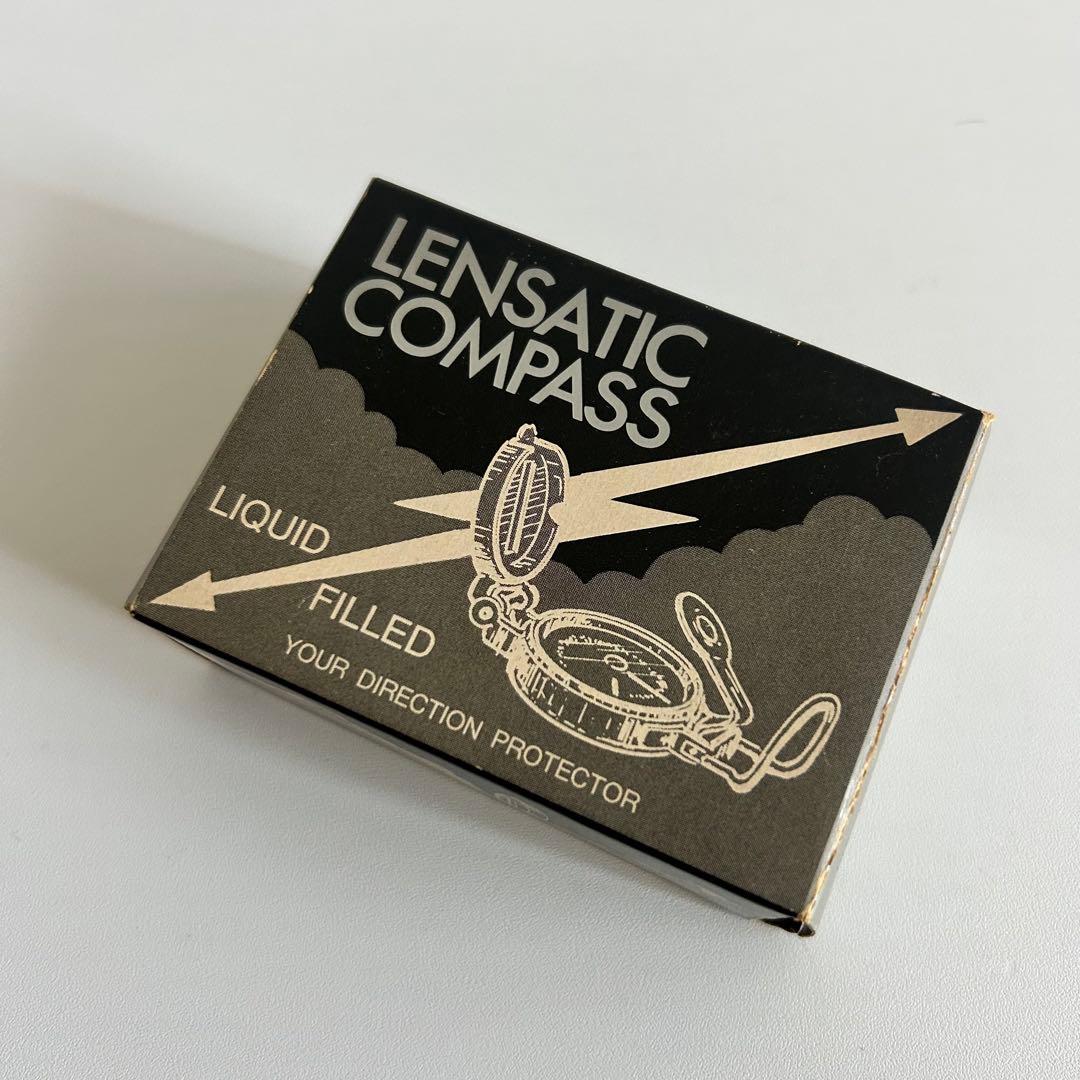 LENSATIC
COMPASS
LIQUID
FILLED
YOUR DIRECTION PROTECTOR